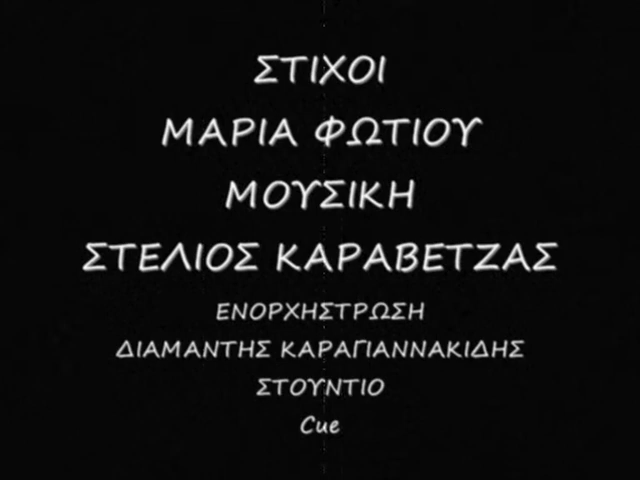 ΣΤΙΧΟΙ
ΜΑΡΙΑ ΦΩΤΙΟΥ
ΜΟΥΣΙΚΗ
ΣΤΕΛΙΟΣ ΚΑΡΑΒΕΤΖΑΣ
ΕΝΟΡΧΗΣΤΡΩΣΗ
ΔΙΑΜΑΝΤΗΣ ΚΑΡΑΓΙΑΝΝΑΚΙΔΗΣ
ΣΤΟΥΝΤΙΟ
Cue